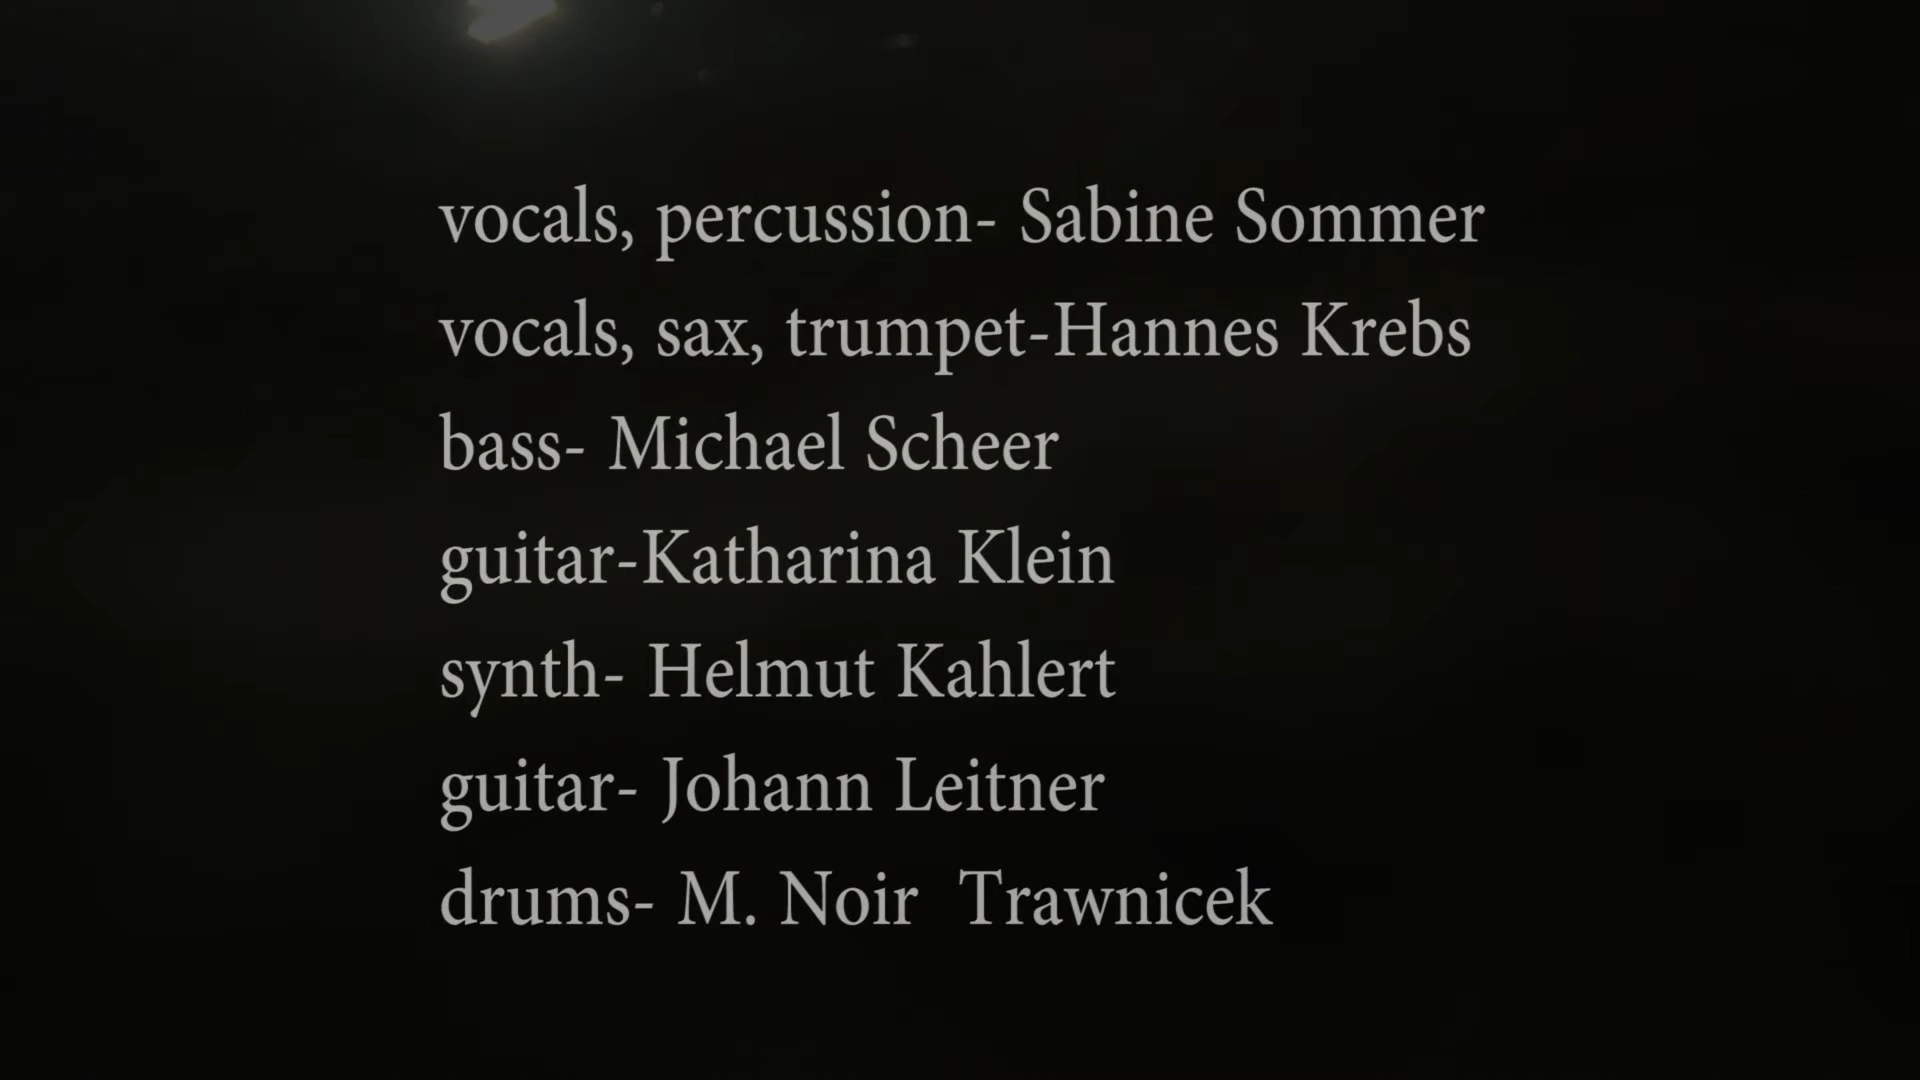 vocals, percussion- Sabine Sommer
vocals, sax, trumpet-Hannes Krebs
bass- Michael Scheer
guitar-Katharina Klein
synth- Helmut Kahlert
guitar- Johann Leitner
drums- M. Noir  Trawnicek